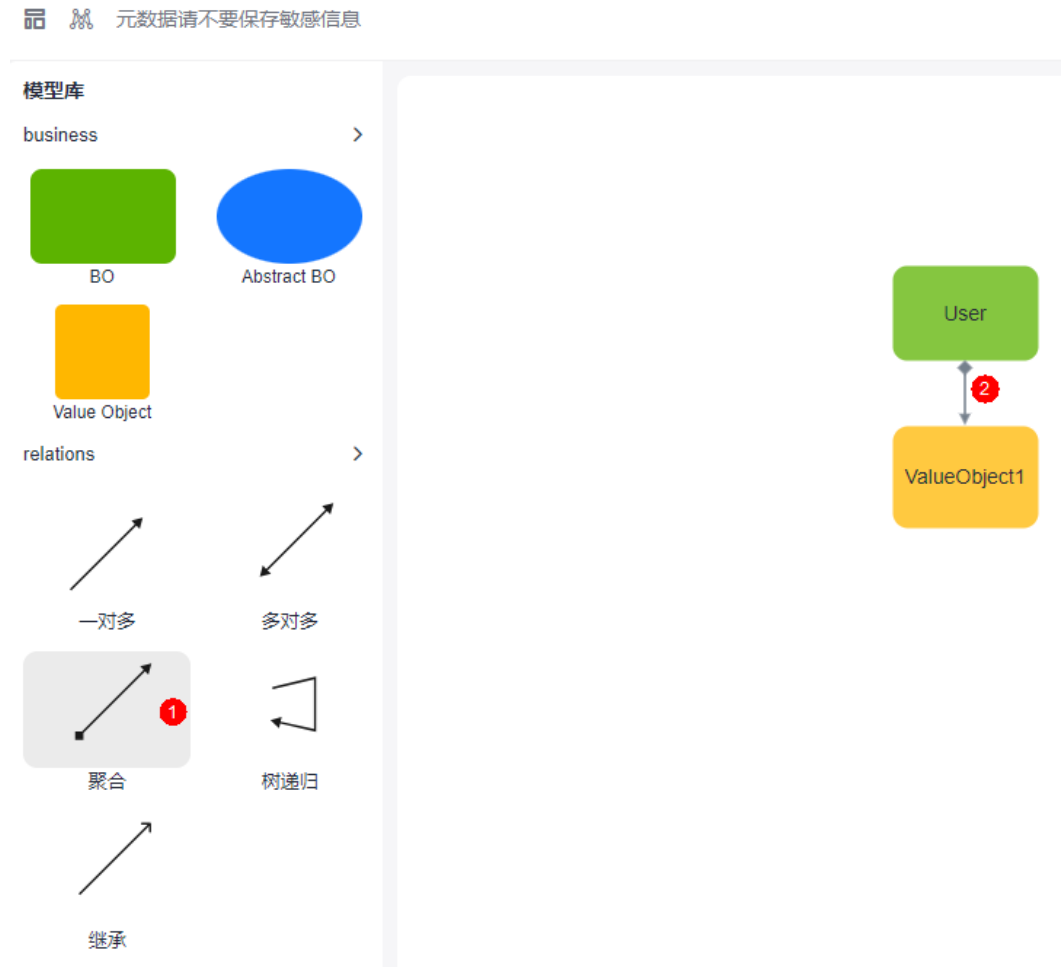 元数据请不要保存敏感信息
模型库
business
BO
Abstract BO
Value Object
relations
一对多
多对多
1
聚合
树递归
继承
User
2
ValueObject1